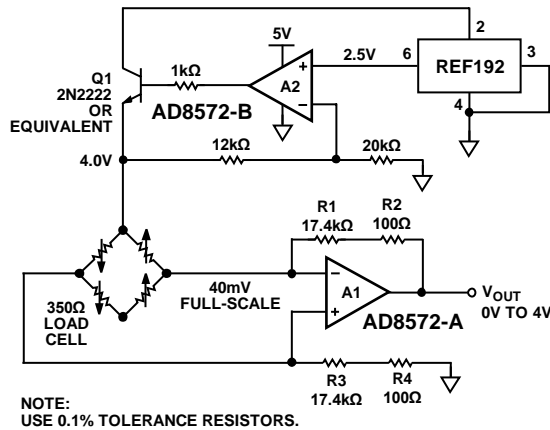 2
5V
6
REF192
3
Q1
2N2222
OR
EQUIVALENT
1kΩ
A2
+
−
2.5V
AD8572-B
4
4.0V
12kΩ
20kΩ
R1
17.4kΩ
R2
100Ω
350Ω
LOAD
CELL
40mV
FULL-SCALE
−
A1
+
AD8572-A
VOUT
0V TO 4V
R3
17.4kΩ
R4
100Ω
NOTE:
USE 0.1% TOLERANCE RESISTORS.